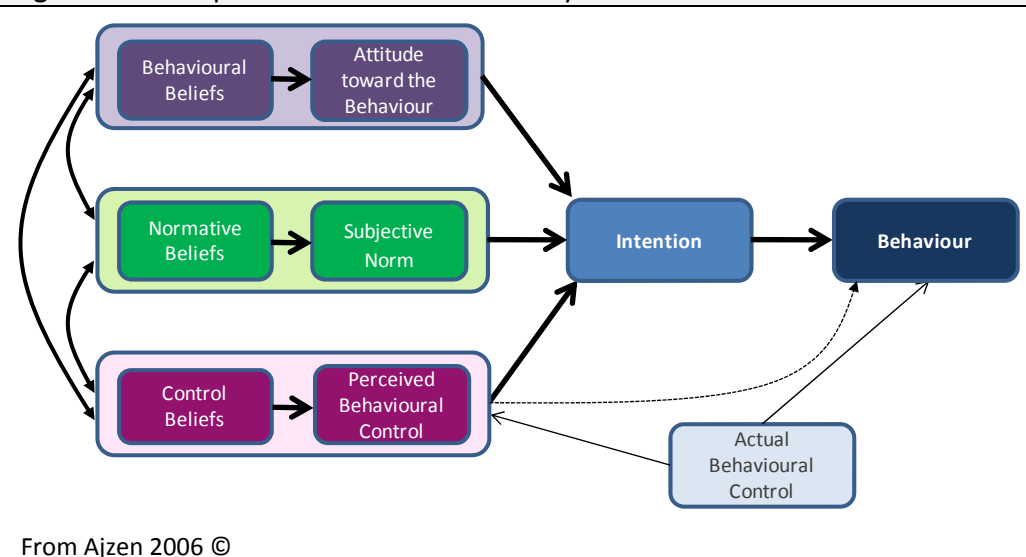 Behavioural
Beliefs
Attitude
toward the
Behaviour
Normative
Beliefs
Subjective
Norm
Intention
Behaviour
Control
Beliefs
Perceived
Behavioural
Control
Actual
Behavioural
Control
From Ajzen 2006 ©